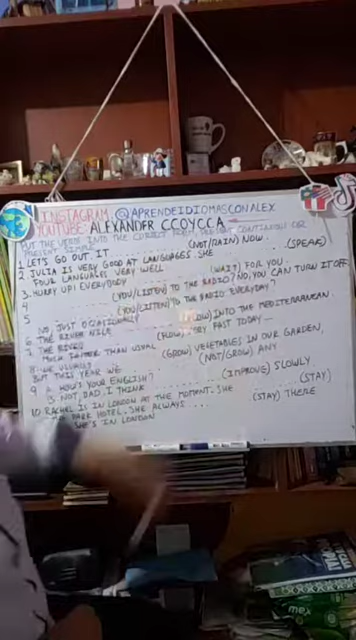 INSTAGRAM: @APRENDEIDIOMASCONALEX
YOUTUBE: ALEXANDER CCOYCCA
PUT THE VERB INTO THE CORRECT FORM, PRESENT CONTINUOUS OR
PRESENT SIMPLE
1 LET'S GO OUT IT (NOT/RAIN) NOW
2 JULIA IS VERY GOOD AT LANGUAGES. SHE ... (SPEAK)
FOUR LANGUAGES VERY WELL
3. HURRY UP! EVERYBODY (WAIT) FOR YOU.
4 (YOU/LISTEN) TO THE RADIO? NO, YOU CAN TURN IT OFF
5 (YOU/LISTEN) TO THE RADIO EVERYDAY?
NO, JUST OCCASIONALLY
6 THE RIVER NILE (FLOW) INTO THE MEDITERRANEAN.
7 THE RIVER (FLOW) VERY FAST TODAY
MUCH FASTER THAN USUAL
8 WE USUALLY (GROW) VEGETABLES IN OUR GARDEN,
BUT THIS YEAR WE (NOT/GROW) ANY
9 A HOW'S YOUR ENGLISH?
B NOT BAD. I THINK (IMPROVE) SLOWLY
10 RACHEL IS IN LONDON AT THE MOMENT. SHE ... (STAY)
PARK HOTEL. SHE ALWAYS ... (STAY) THERE
SHE'S IN LONDON